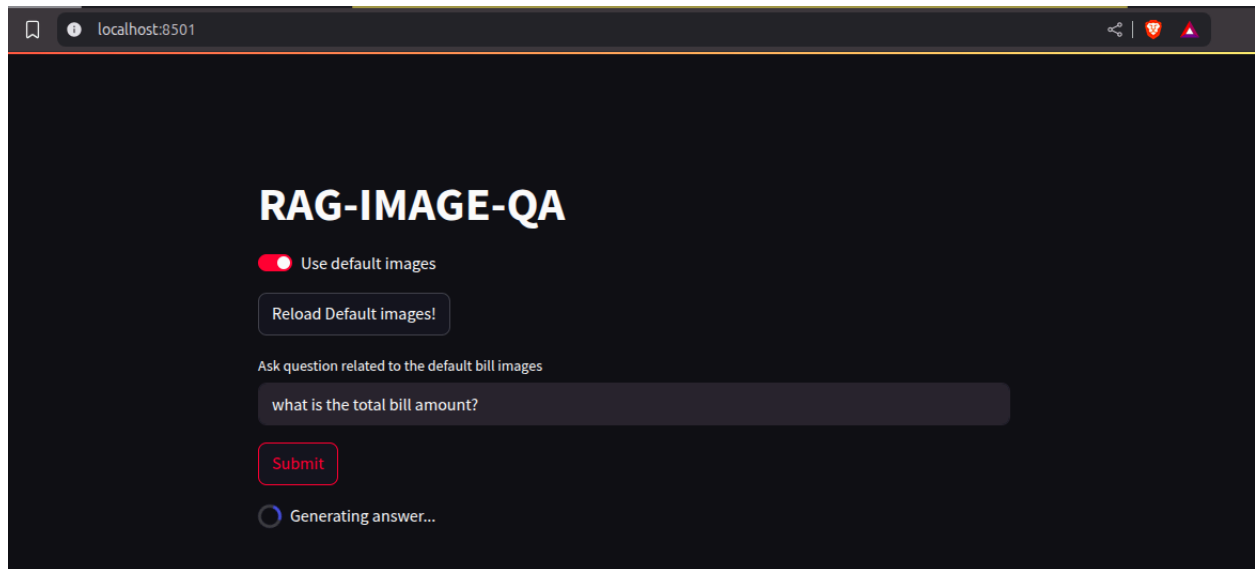 localhost:8501
RAG-IMAGE-QA
Use default images
Reload Default images!
Ask question related to the default bill images
what is the total bill amount?
Submit
Generating answer...